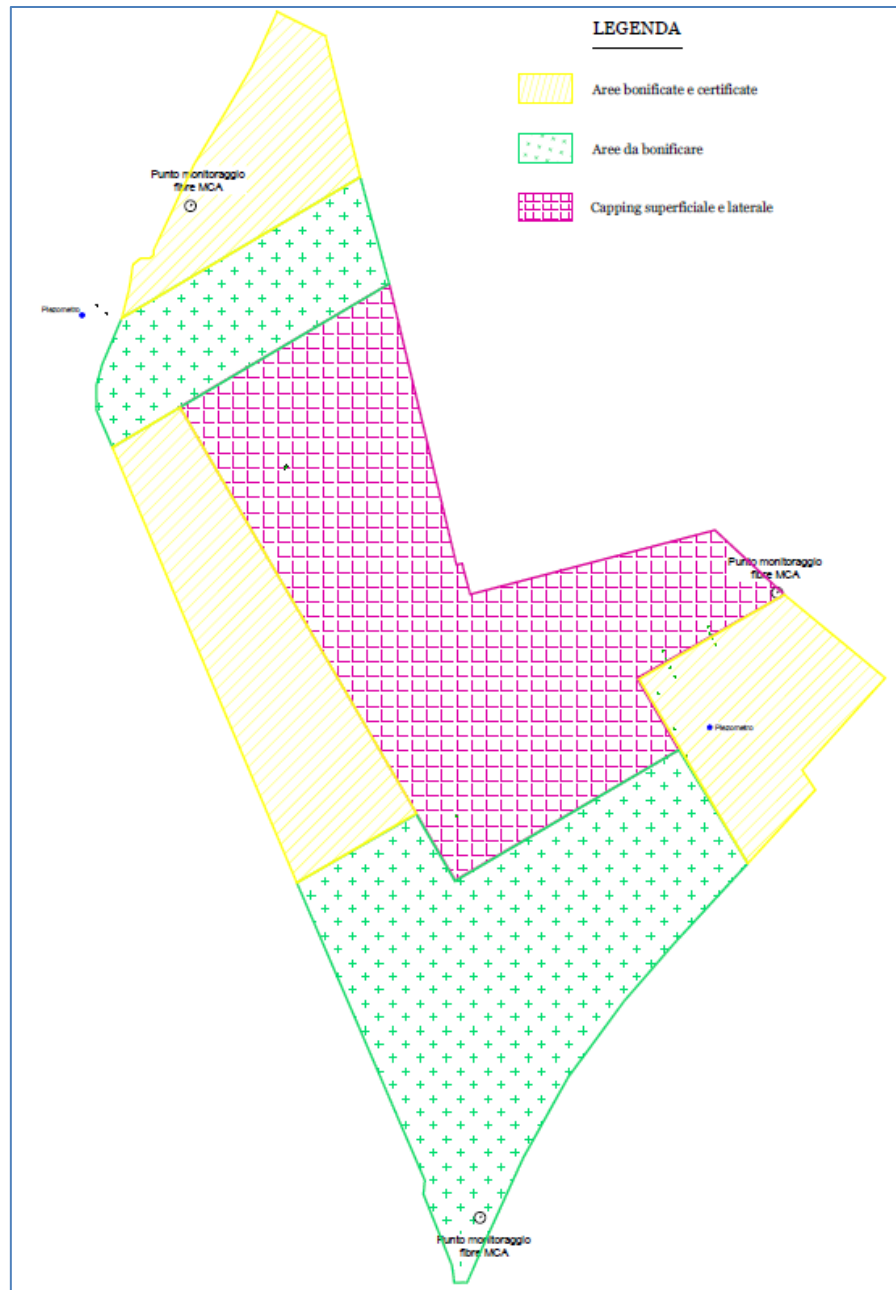 LEGENDA
Aree bonificate e certificate
Aree da bonificare
Capping superficiale e laterale
Punto monitoraggio
fibre MCA
Piezometro
Punto monitoraggio
fibre MCA
Piezometro
Punto monitoraggio
fibre MCA